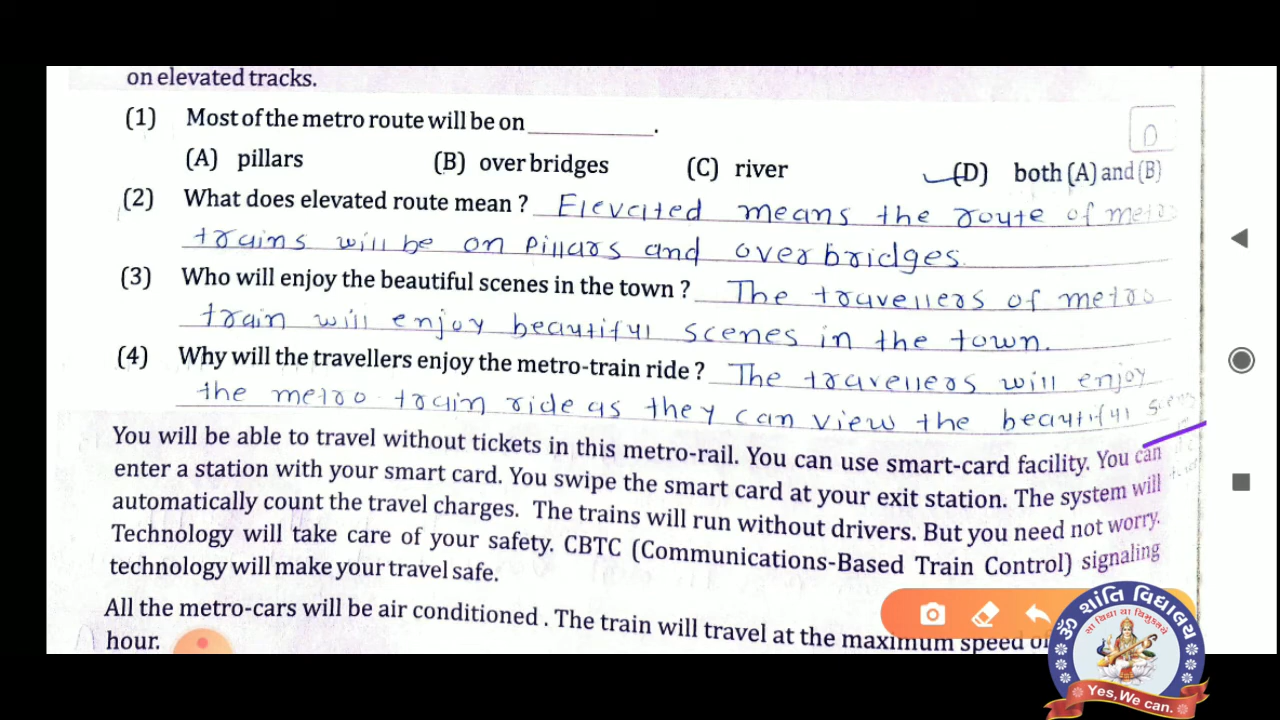 on elevated tracks.
(1) Most of the metro route will be on __________.
D
(A) pillars (B) over bridges (C) river (D) both (A) and (B)
(2) What does elevated route mean ? Elevated means the route of metro
trains will be on pillars and over bridges.
(3) Who will enjoy the beautiful scenes in the town ? The travellers of metro
train will enjoy beautiful scenes in the town.
(4) Why will the travellers enjoy the metro-train ride ? The travellers will enjoy
the metro train ride as they can view the beautiful scenes
You will be able to travel without tickets in this metro-rail. You can use smart-card facility. You can
enter a station with your smart card. You swipe the smart card at your exit station. The system will
automatically count the travel charges. The trains will run without drivers. But you need not worry.
Technology will take care of your safety. CBTC (Communications-Based Train Control) signaling
technology will make your travel safe.
All the metro-cars will be air conditioned . The train will travel at the maximum speed of
hour.
ૐ શાંતિ વિદ્યાલય
सा विद्या या विमुक्तये
Yes, We can.